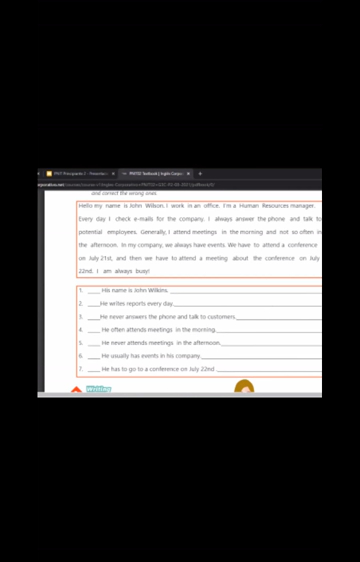 and correct the wrong ones.
Hello my name is John Wilson. I work in an office. I'm a Human Resources manager.
Every day I check e-mails for the company. I always answer the phone and talk to
potential employees. Generally, I attend meetings in the morning and not so often in
the afternoon. In my company, we always have events. We have to attend a conference
on July 21st, and then we have to attend a meeting about the conference on July
22nd. I am always busy!
1. ____ His name is John Wilkins.
2. ____He writes reports every day.
3. ____He never answers the phone and talk to customers.
4. ____ He often attends meetings in the morning.
5. ____ He never attends meetings in the afternoon.
6. ____ He usually has events in his company.
7. ____ He has to go to a conference on July 22nd.
Writing